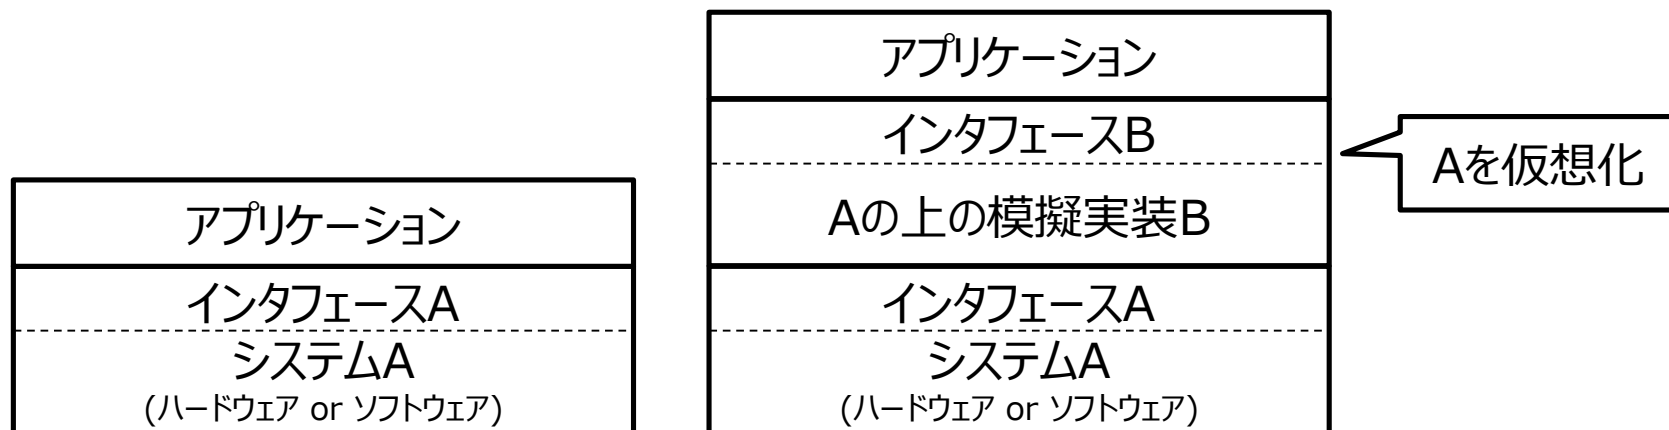 アプリケーション
インタフェースA
システムA
(ハードウェア or ソフトウェア)
アプリケーション
インタフェースB
Aの上の模擬実装B
インタフェースA
システムA
(ハードウェア or ソフトウェア)
Aを仮想化